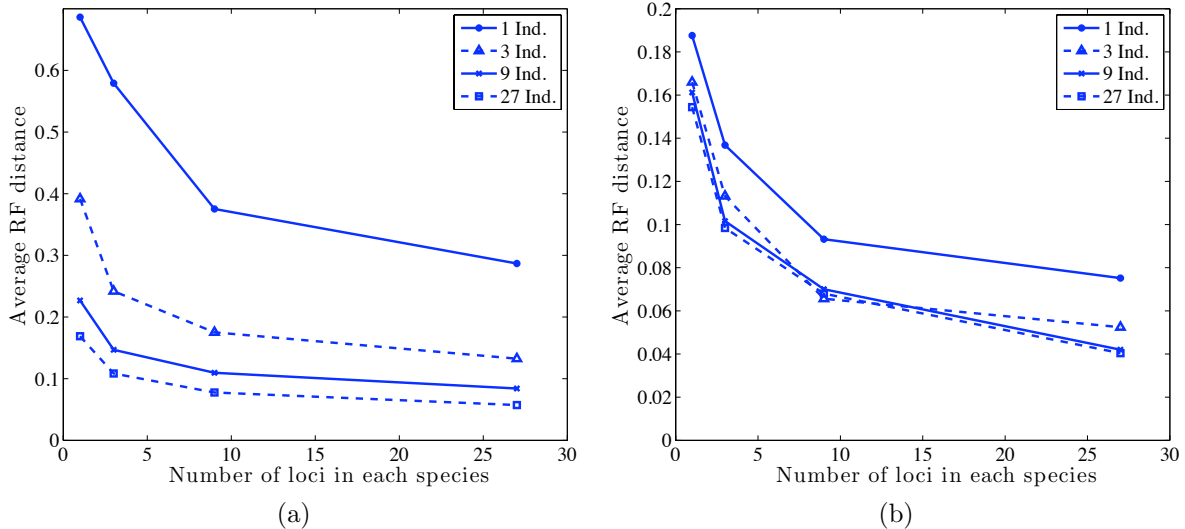 1 Ind.
3 Ind.
9 Ind.
27 Ind.
Average RF distance
0.6
0.5
0.4
0.3
0.2
0.1
0
0 5 10 15 20 25 30
Number of loci in each species
(a)
1 Ind.
3 Ind.
9 Ind.
27 Ind.
Average RF distance
0.2
0.18
0.16
0.14
0.12
0.1
0.08
0.06
0.04
0.02
0
0 5 10 15 20 25 30
Number of loci in each species
(b)